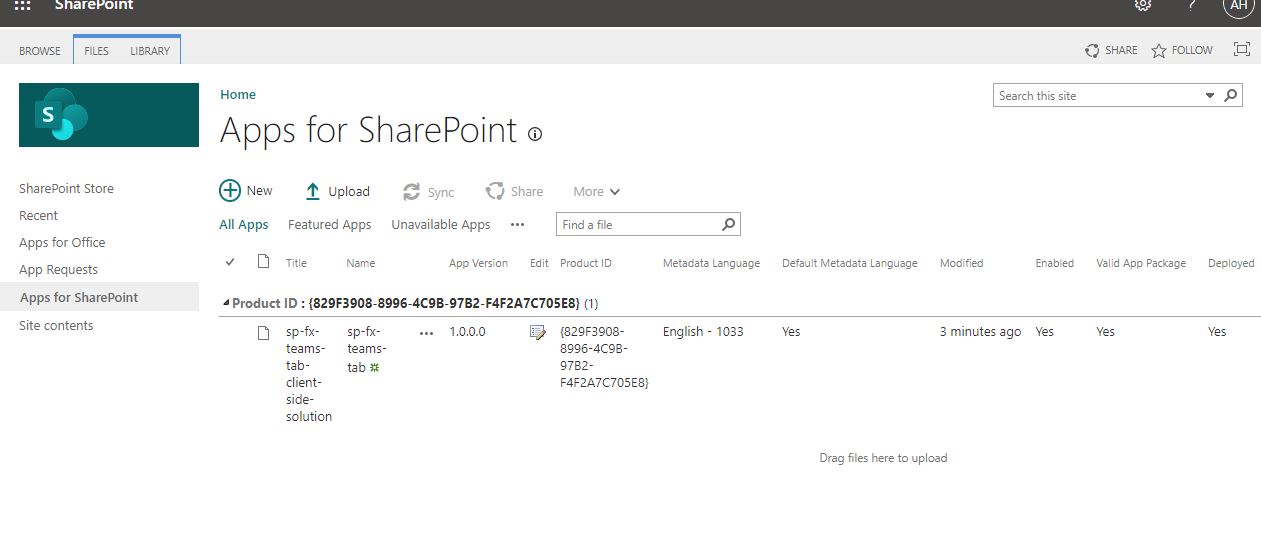 SharePoint
?
AH
BROWSE FILES LIBRARY SHARE FOLLOW
S
Home
Search this site
Apps for SharePoint
SharePoint Store
Recent
Apps for Office
App Requests
Apps for SharePoint
Site contents
New Upload Sync Share More
All Apps Featured Apps Unavailable Apps ... Find a file
Title Name App Version Edit Product ID Metadata Language Default Metadata Language Modified Enabled Valid App Package Deployed
Product ID : {829F3908-8996-4C9B-97B2-F4F2A7C705E8} (1)
sp-fx- sp-fx- ... 1.0.0.0 {829F3908- English - 1033 Yes 3 minutes ago Yes Yes Yes
teams- teams- 8996-4C9B-
tab- tab 97B2-
client- F4F2A7C705E8}
side-
solution
Drag files here to upload